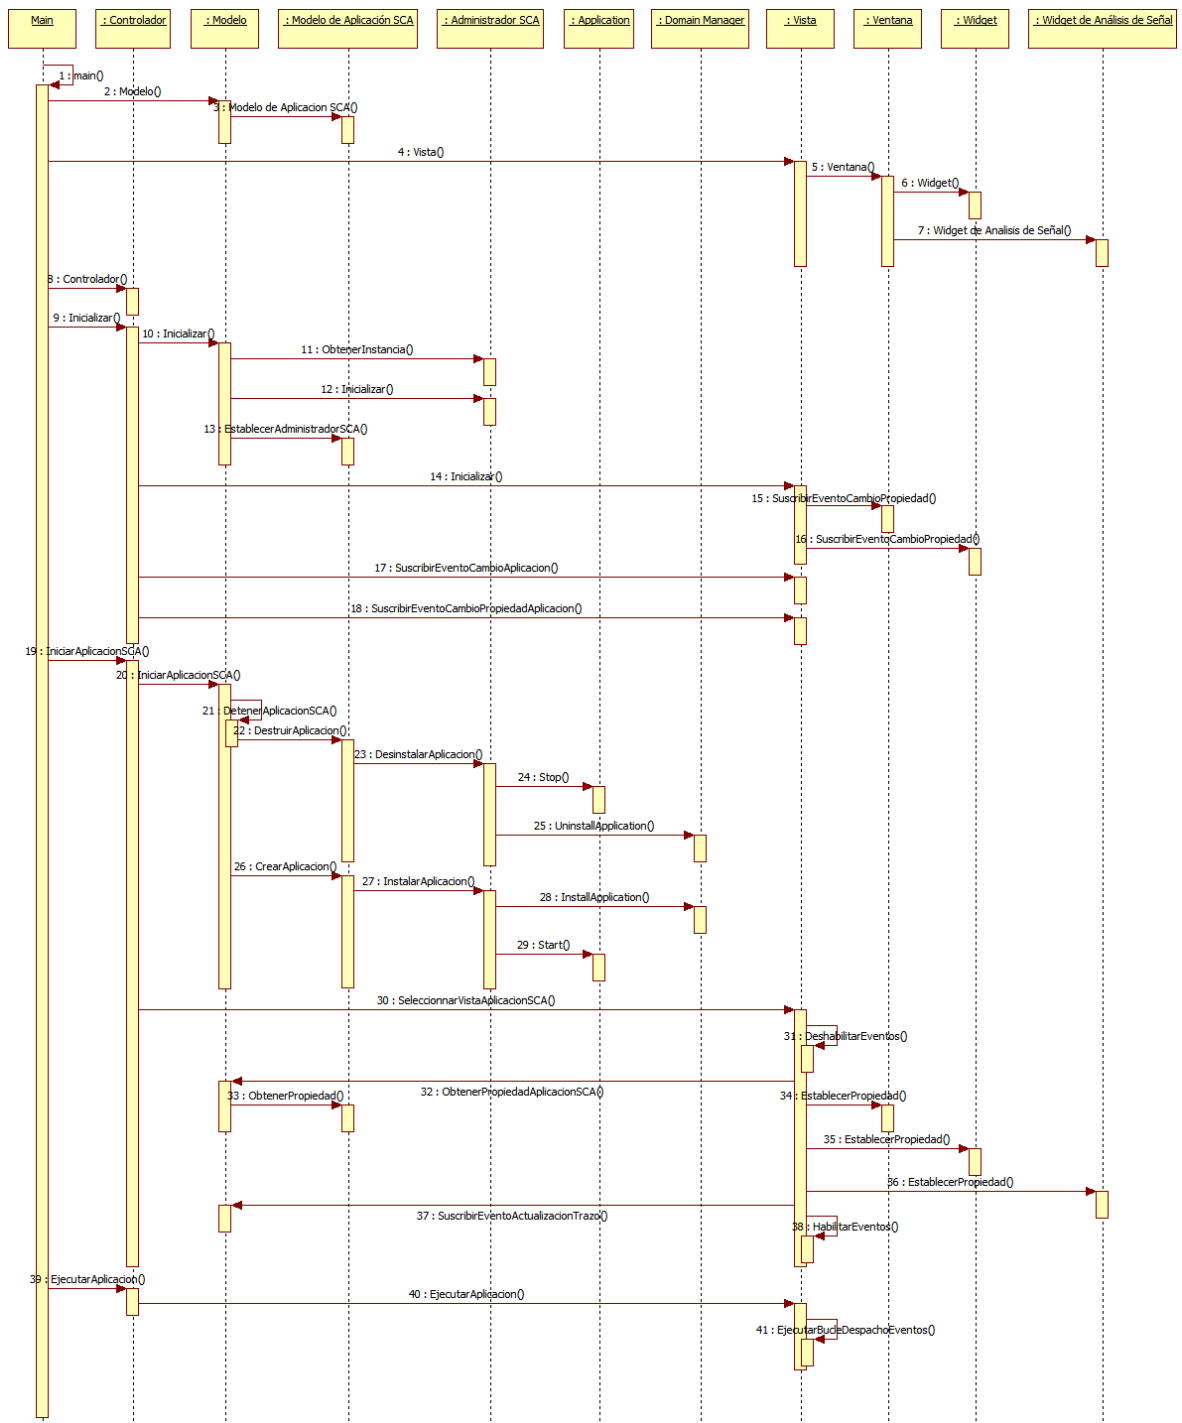 Main
: Controlador
: Modelo
: Modelo de Aplicación SCA
: Administrador SCA
: Application
: Domain Manager
: Vista
: Ventana
: Widget
: Widget de Análisis de Señal
1 : main()
2 : Modelo()
3 : Modelo de Aplicacion SCA()
4 : Vista()
5 : Ventana()
6 : Widget()
7 : Widget de Analisis de Señal()
8 : Controlador()
9 : Inicializar()
10 : Inicializar()
11 : ObtenerInstancia()
12 : Inicializar()
13 : EstablecerAdministradorSCA()
14 : Inicializar()
15 : SuscribirEventoCambioPropiedad()
16 : SuscribirEventoCambioPropiedad()
17 : SuscribirEventoCambioAplicacion()
18 : SuscribirEventoCambioPropiedadAplicacion()
19 : IniciarAplicacionSCA()
20 : IniciarAplicacionSCA()
21 : DetenerAplicacionSCA()
22 : DestruirAplicacion()
23 : DesinstalarAplicacion()
24 : Stop()
25 : UninstallApplication()
26 : CrearAplicacion()
27 : InstalarAplicacion()
28 : InstallApplication()
29 : Start()
30 : SeleccionnarVistaAplicacionSCA()
31 : DeshabilitarEventos()
32 : ObtenerPropiedadAplicacionSCA()
33 : ObtenerPropiedad()
34 : EstablecerPropiedad()
35 : EstablecerPropiedad()
36 : EstablecerPropiedad()
37 : SuscribirEventoActualizacionTrazo()
38 : HabilitarEventos()
39 : EjecutarAplicacion()
40 : EjecutarAplicacion()
41 : EjecutarBucleDespachoEventos()